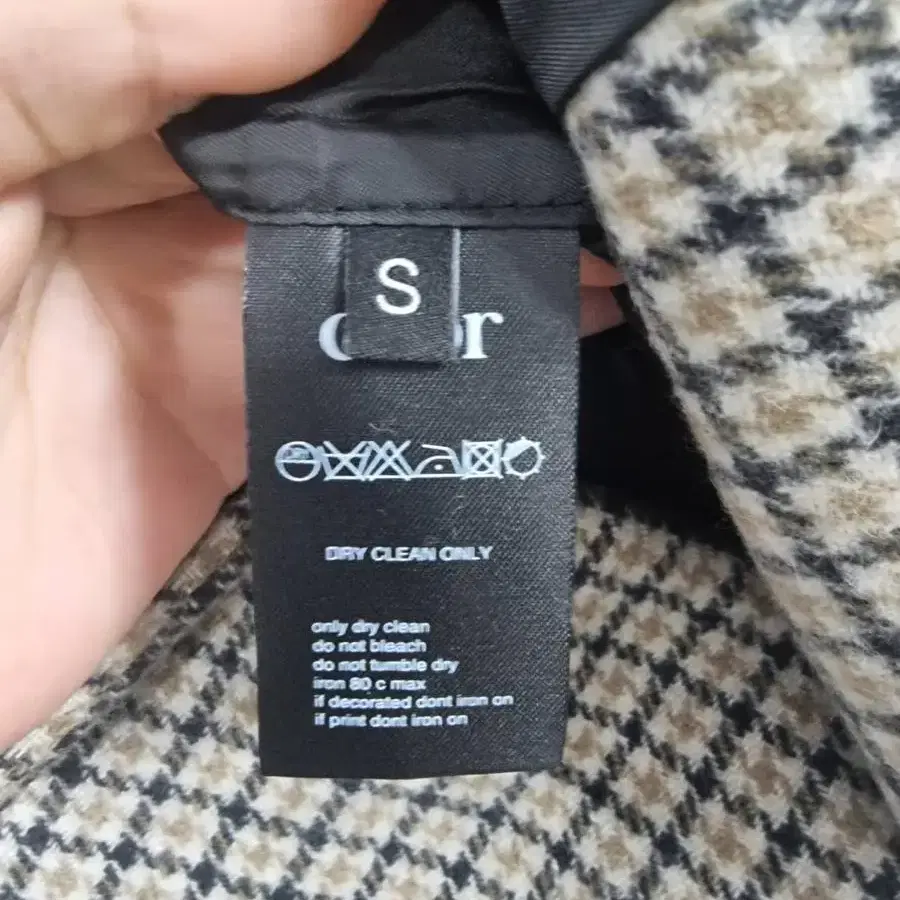 S
DRY CLEAN ONLY
only dry clean
do not bleach
do not tumble dry
iron 80 c max
if decorated dont iron on
if print dont iron on